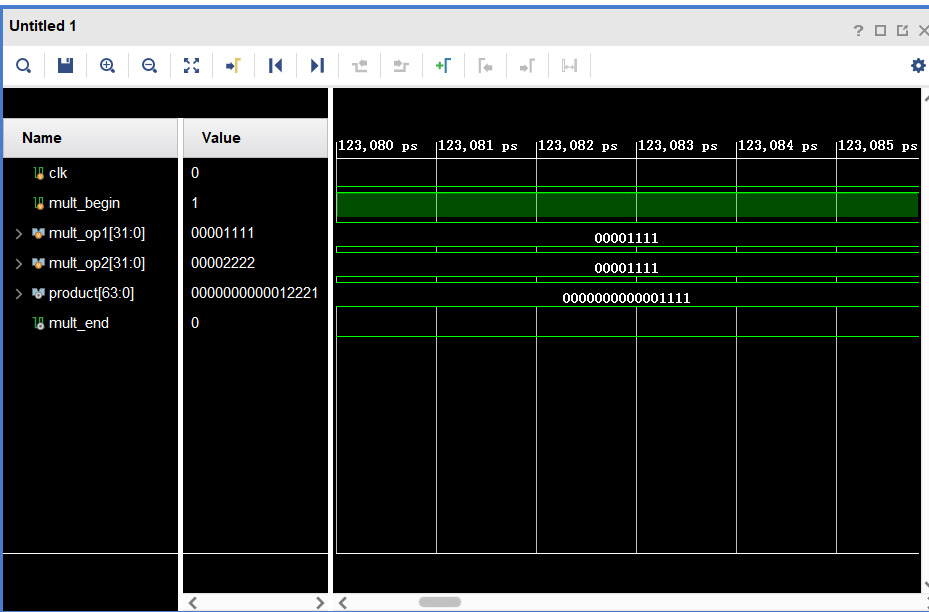 Untitled 1
Name Value
123,080 ps 123,081 ps 123,082 ps 123,083 ps 123,084 ps 123,085 ps
clk 0
mult_begin 1
mult_op1[31:0] 00001111 00001111
mult_op2[31:0] 00002222 00001111
product[63:0] 0000000000012221 0000000000001111
mult_end 0